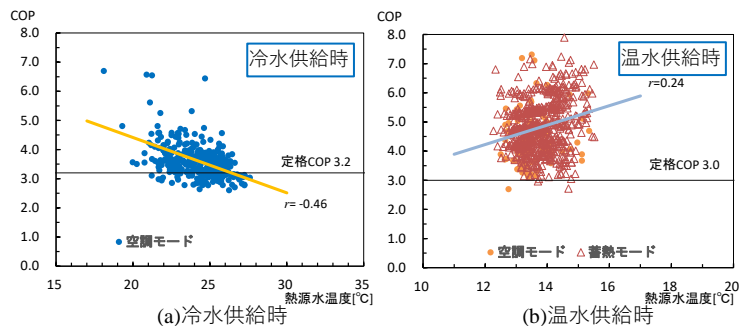 COP
冷水供給時
9.0
8.0
7.0
6.0
5.0
4.0
3.0
2.0
1.0
0.0
定格COP 3.2
r= -0.46
空調モード
15 20 25 30 35
熱源水温度[℃]
(a)冷水供給時
COP
温水供給時
r=0.24
8.0
7.0
6.0
5.0
4.0
3.0
2.0
1.0
0.0
定格COP 3.0
空調モード 蓄熱モード
10 12 14 16 18 20
熱源水温度[℃]
(b)温水供給時